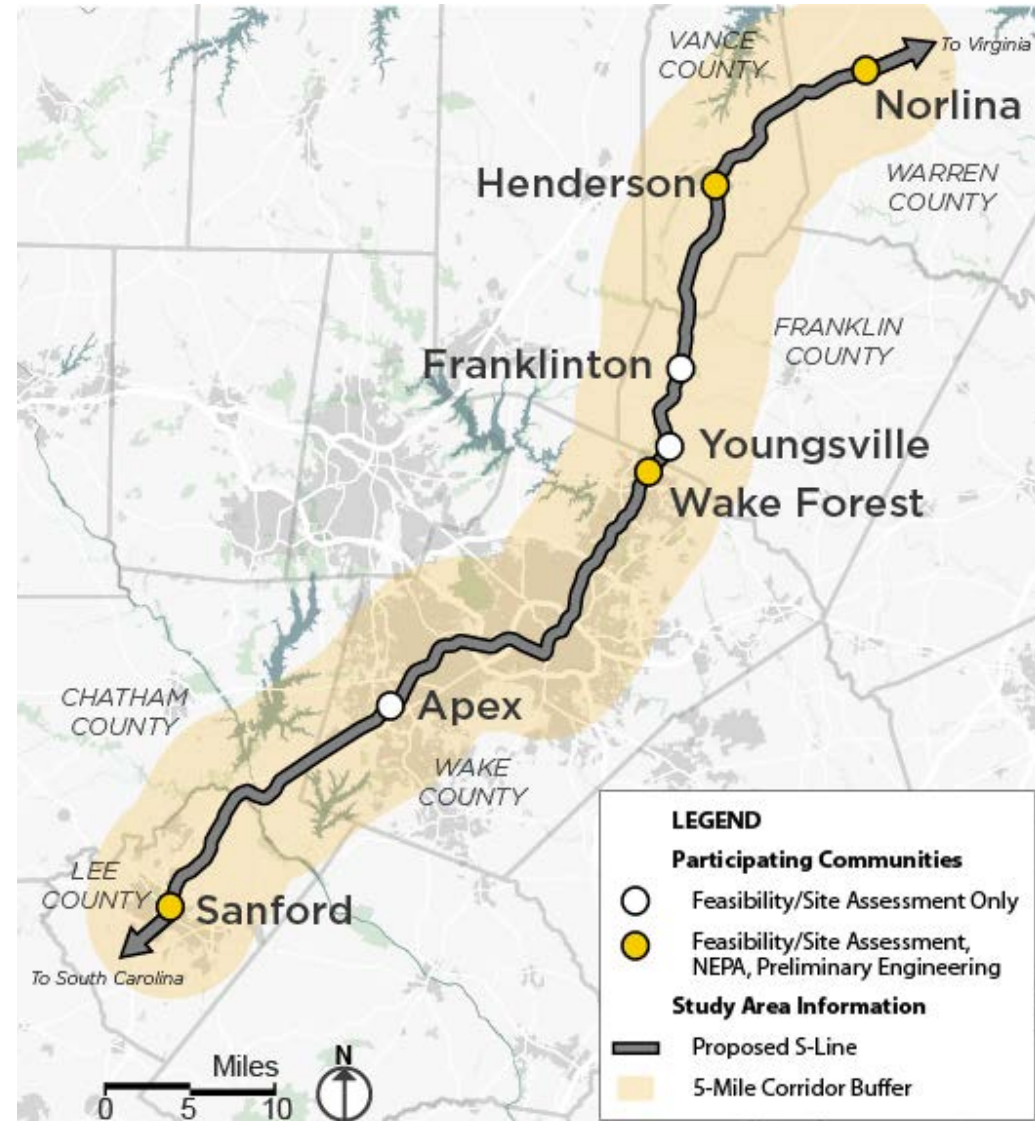 VANCE
COUNTY
To Virginia
Norlina
Henderson
WARREN
COUNTY
FRANKLIN
COUNTY
Franklinton
Youngsville
Wake Forest
CHATHAM
COUNTY
Apex
WAKE
COUNTY
LEE
COUNTY
Sanford
To South Carolina
Miles
0 5 10
N
LEGEND
Participating Communities
Feasibility/Site Assessment Only
Feasibility/Site Assessment,
NEPA, Preliminary Engineering
Study Area Information
Proposed S-Line
5-Mile Corridor Buffer